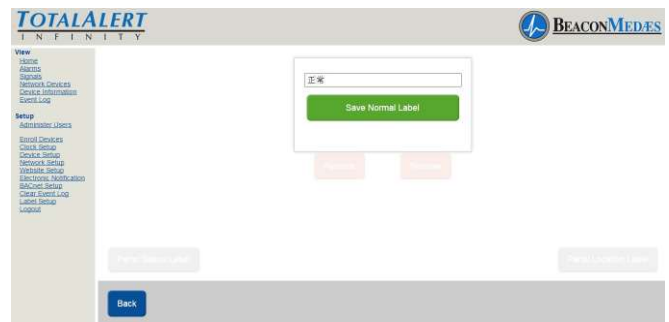 TOTALALERT
INFINITY
BEACONMEDÆS
View
Home
Alarms
Signals
Network Devices
Device Information
Event Log
Setup
Administer Users
Enroll Devices
Clock Setup
Device Setup
Network Setup
Website Setup
Electronic Notification
BACnet Setup
Clear Event Log
Label Setup
Logout
正常
Save Normal Label
Back